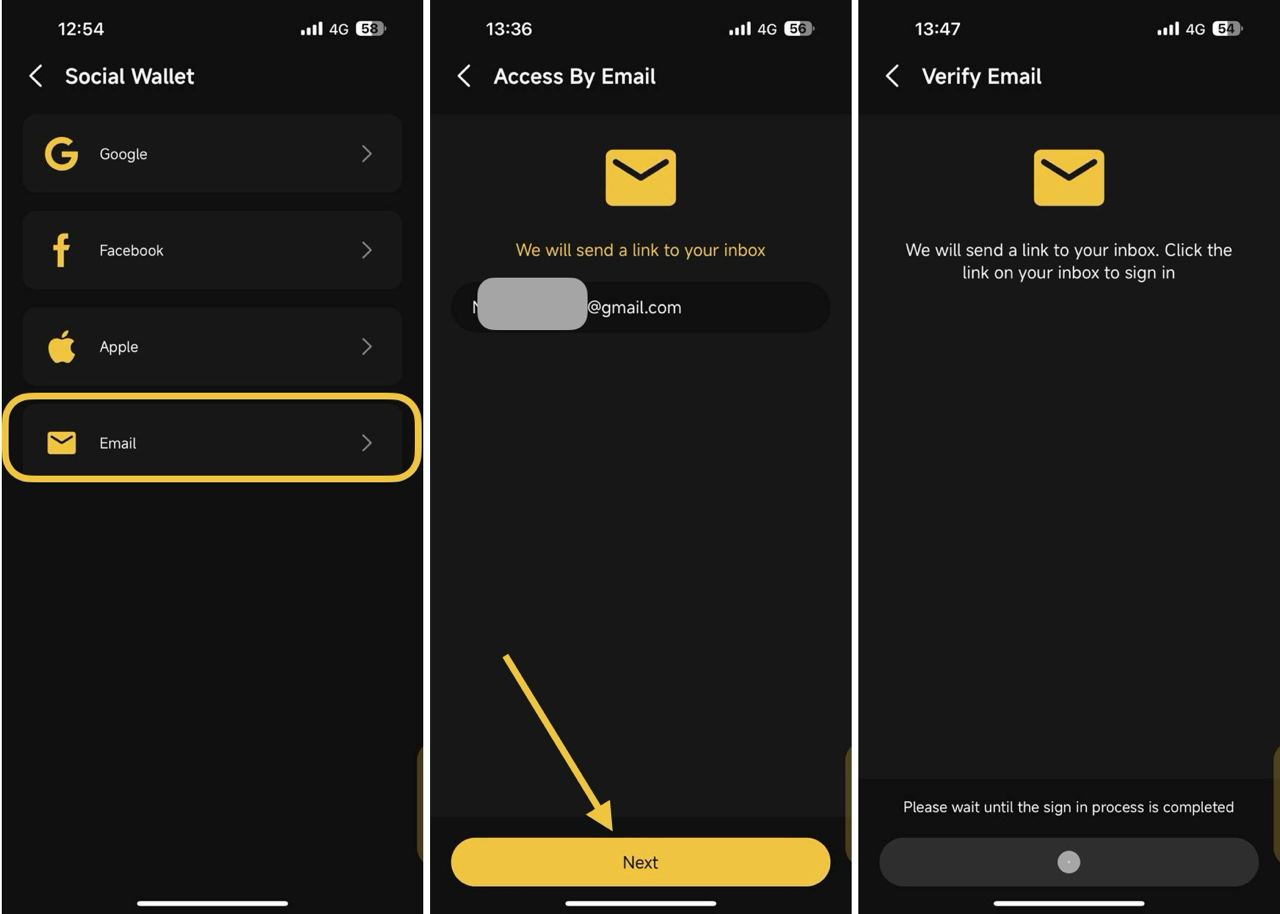 12:54
4G 58
Social Wallet
Google
Facebook
Apple
Email
13:36
4G 56
Access By Email
We will send a link to your inbox
@gmail.com
Next
13:47
4G 54
Verify Email
We will send a link to your inbox. Click the
link on your inbox to sign in
Please wait until the sign in process is completed